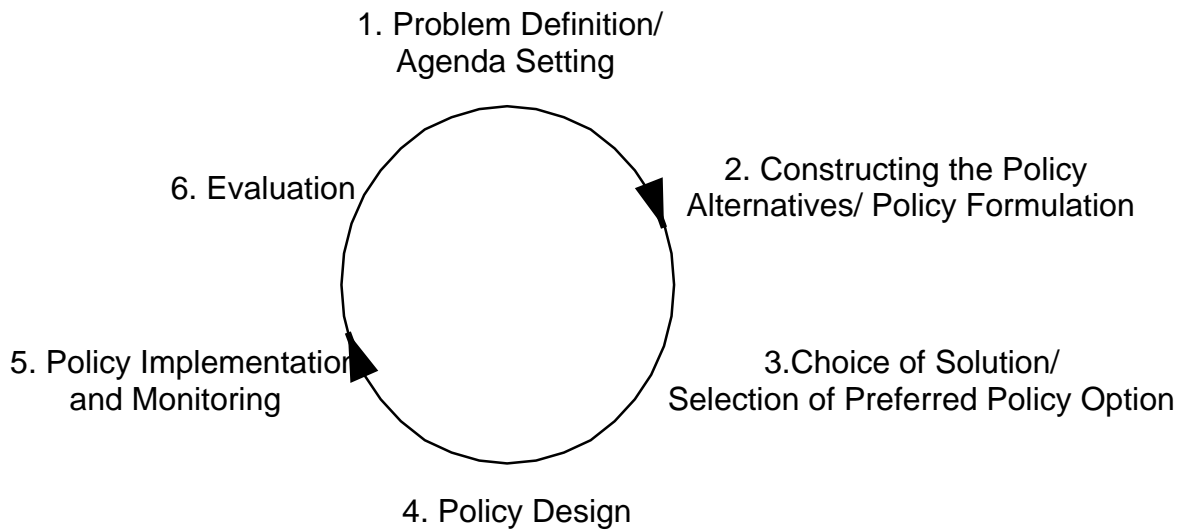 1. Problem Definition/
Agenda Setting
2. Constructing the Policy
Alternatives/ Policy Formulation
3.Choice of Solution/
Selection of Preferred Policy Option
4. Policy Design
5. Policy Implementation
and Monitoring
6. Evaluation